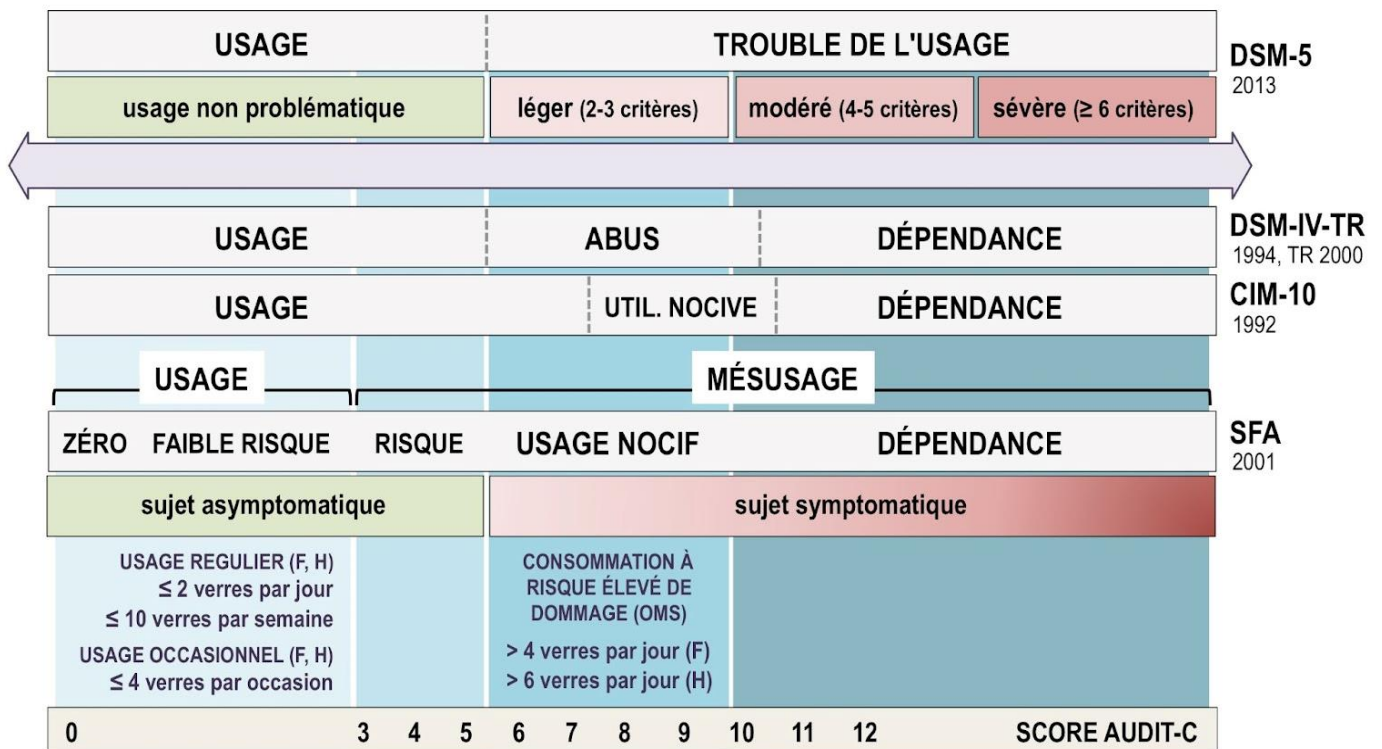 USAGE TROUBLE DE L'USAGE DSM-5
2013
usage non problématique léger (2-3 critères) modéré (4-5 critères) sévère (≥ 6 critères)
USAGE ABUS DÉPENDANCE DSM-IV-TR
1994, TR 2000
USAGE UTIL. NOCIVE DÉPENDANCE CIM-10
1992
USAGE MÉSUSAGE
ZÉRO FAIBLE RISQUE RISQUE USAGE NOCIF DÉPENDANCE SFA
2001
sujet asymptomatique sujet symptomatique
USAGE REGULIER (F, H)
≤ 2 verres par jour
≤ 10 verres par semaine
USAGE OCCASIONNEL (F, H)
≤ 4 verres par occasion
CONSOMMATION À
RISQUE ÉLEVÉ DE
DOMMAGE (OMS)
> 4 verres par jour (F)
> 6 verres par jour (H)
0 3 4 5 6 7 8 9 10 11 12 SCORE AUDIT-C